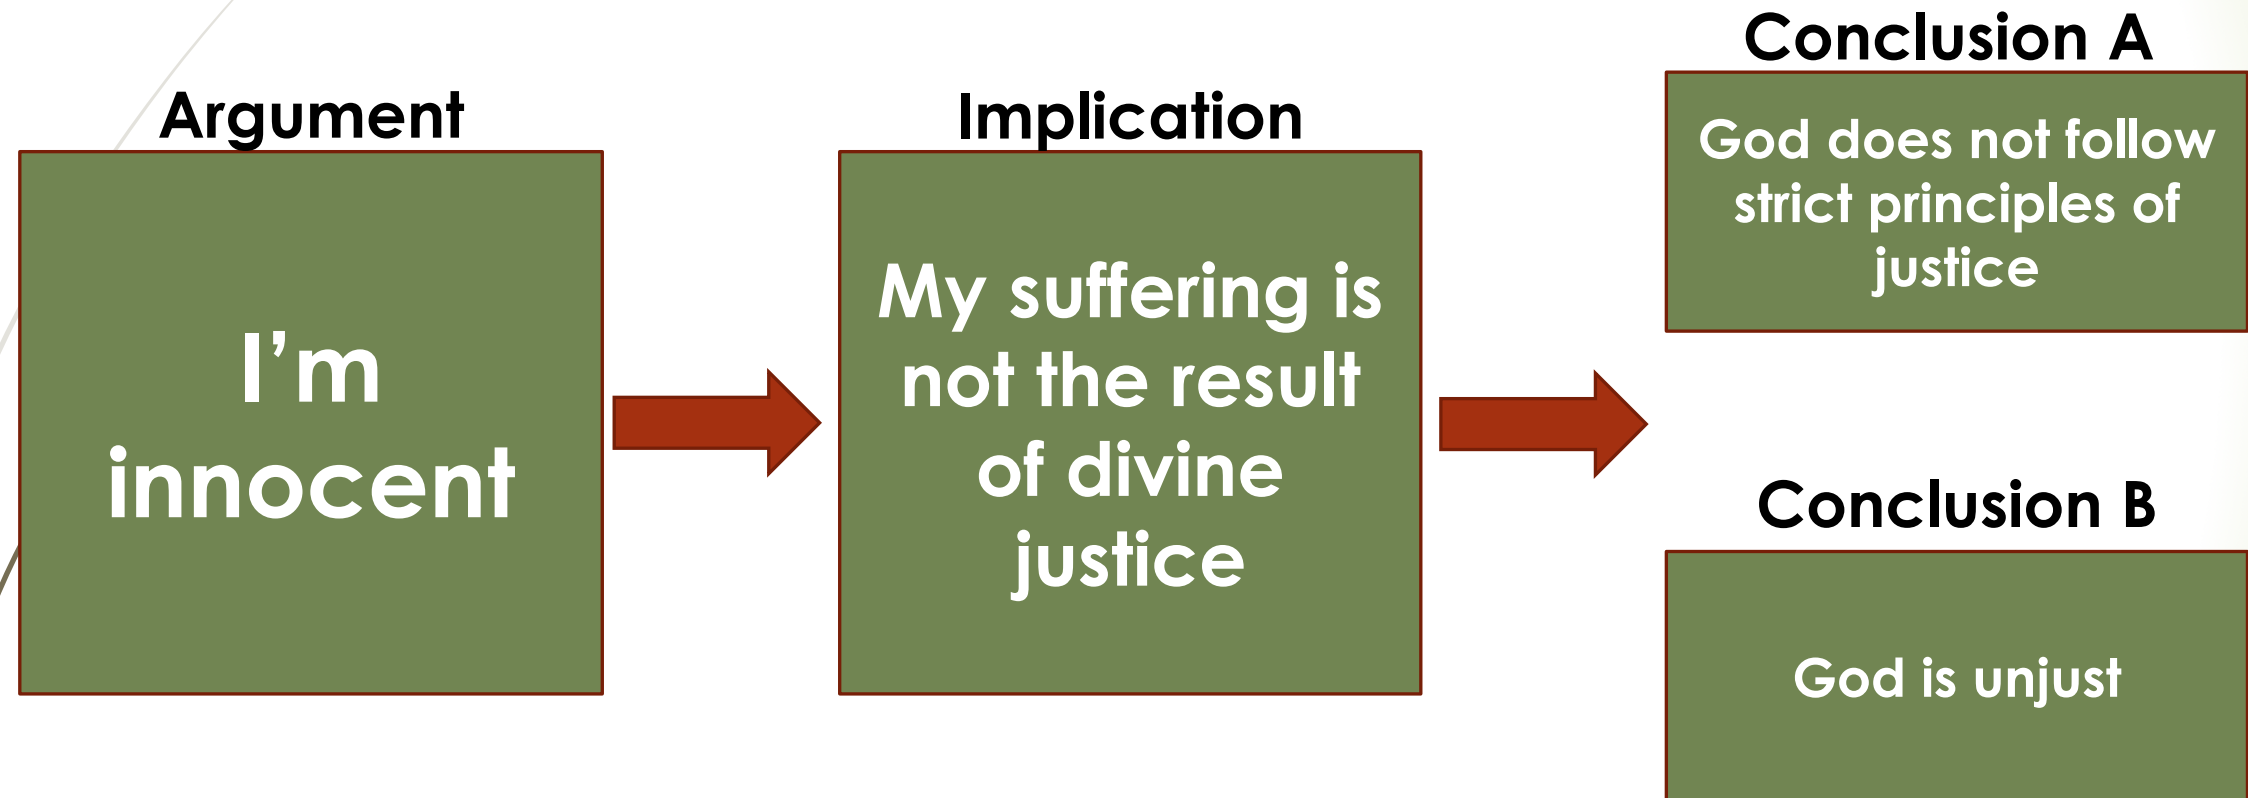 Argument
I’m
innocent
Implication
My suffering is
not the result
of divine
justice
Conclusion A
God does not follow
strict principles of
justice
Conclusion B
God is unjust